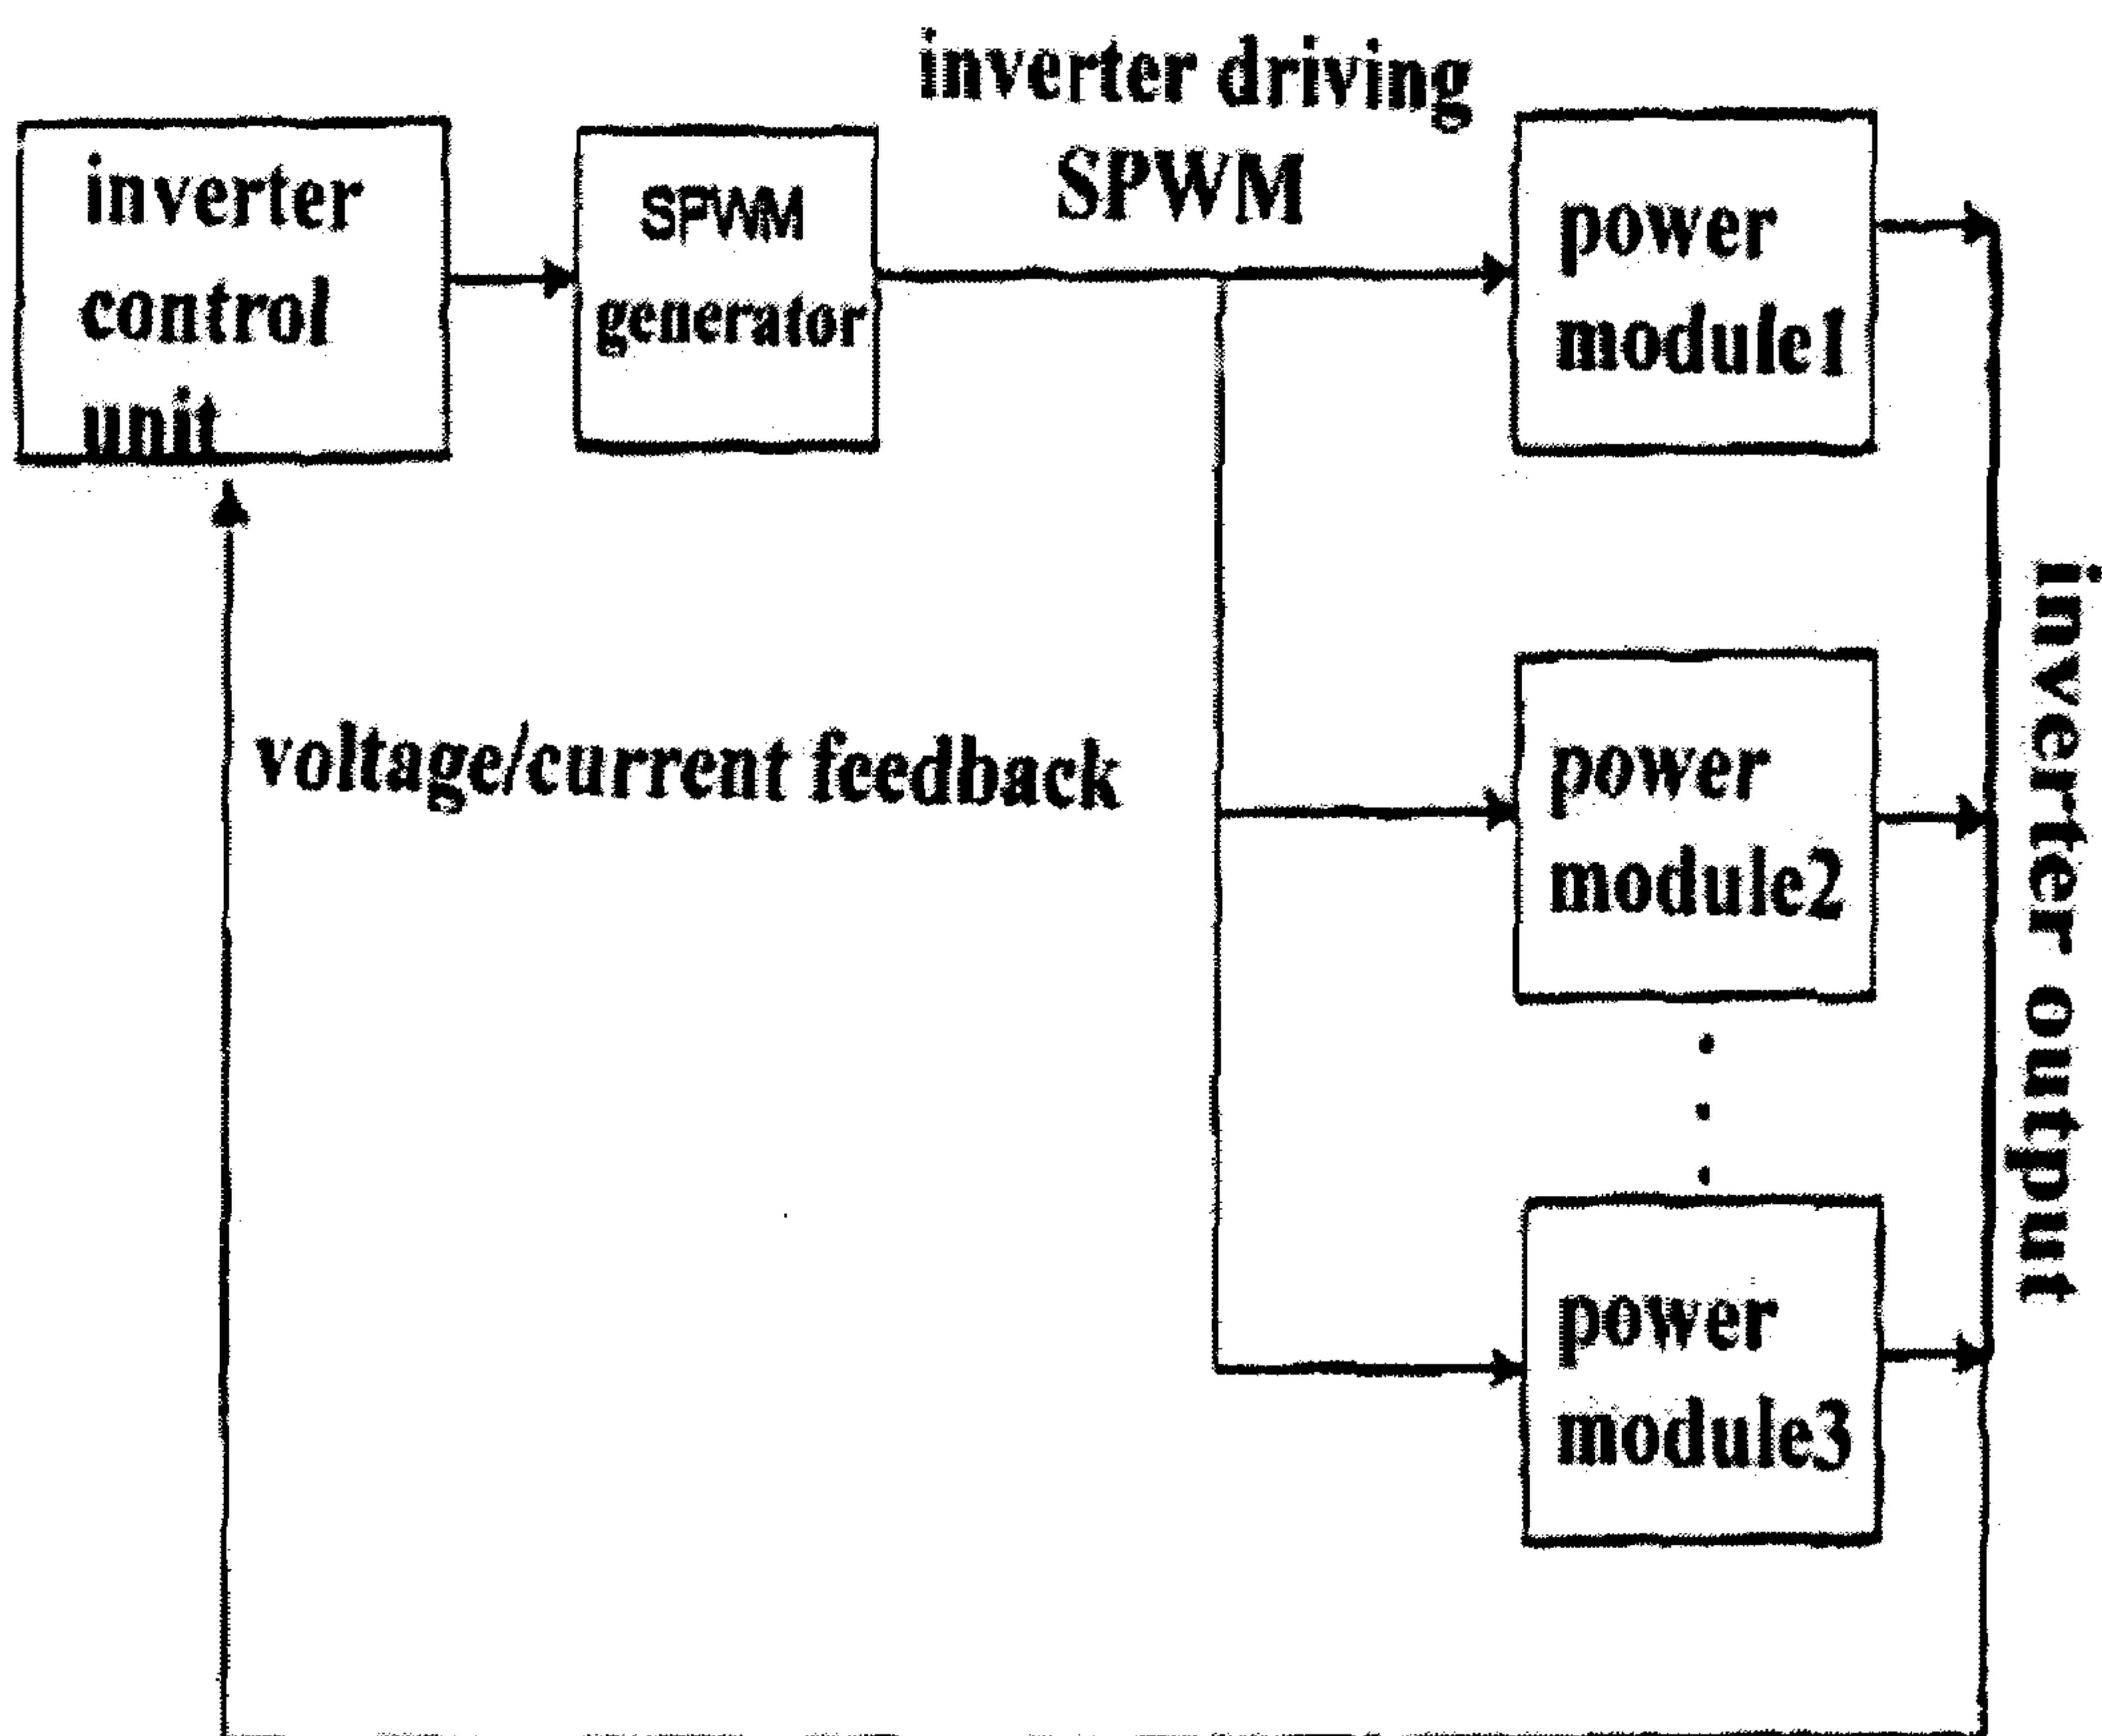 inverter driving
SPWM
inverter
control
unit
SPWM
generator
power
module1
voltage/current feedback
power
module2
inverter output
power
module3